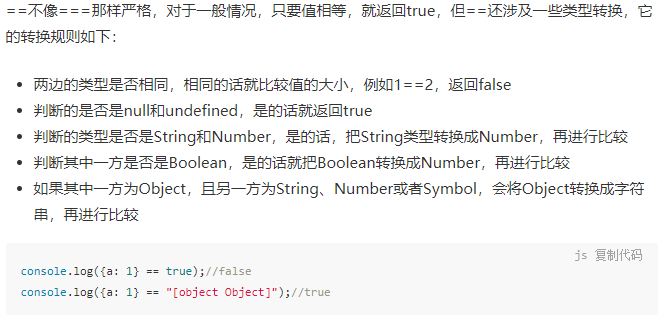 ==不像===那样严格，对于一般情况，只要值相等，就返回true，但==还涉及一些类型转换，它
的转换规则如下：
• 两边的类型是否相同，相同的话就比较值的大小，例如1==2，返回false
• 判断的是否是null和undefined，是的话就返回true
• 判断的类型是否是String和Number，是的话，把String类型转换成Number，再进行比较
• 判断其中一方是否是Boolean，是的话就把Boolean转换成Number，再进行比较
• 如果其中一方为Object，且另一方为String、Number或者Symbol，会将Object转换成字符
串，再进行比较
js 复制代码
console.log({a: 1} == true);//false
console.log({a: 1} == "[object Object]");//true